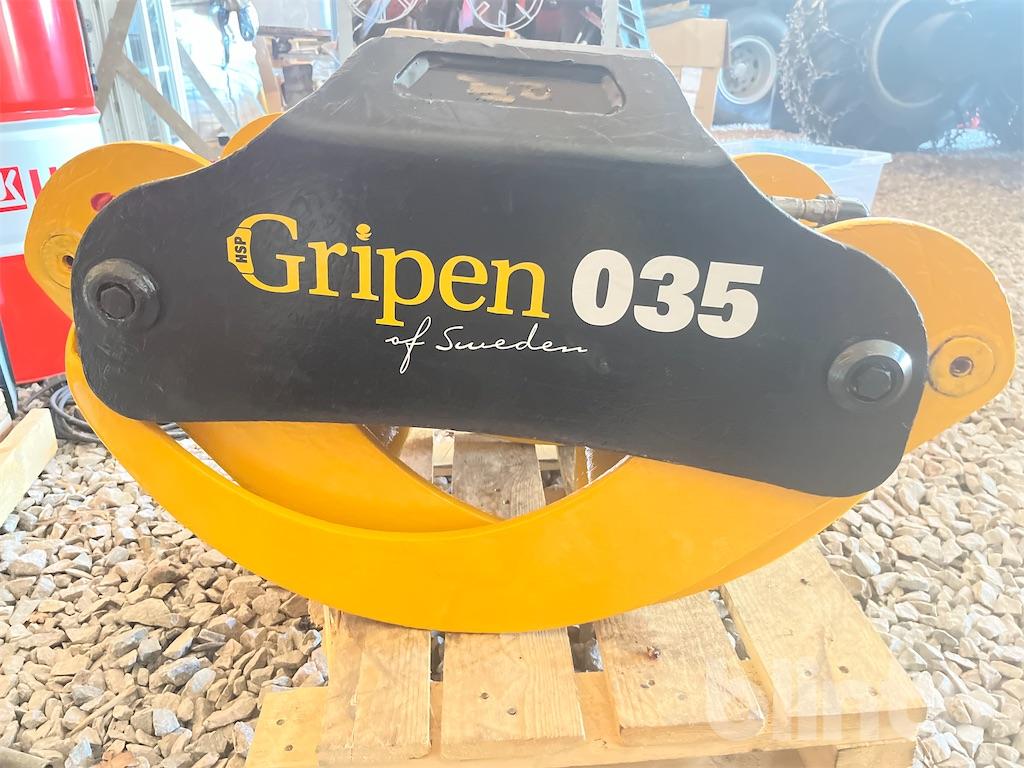 HSP
Gripen 035
of Sweden